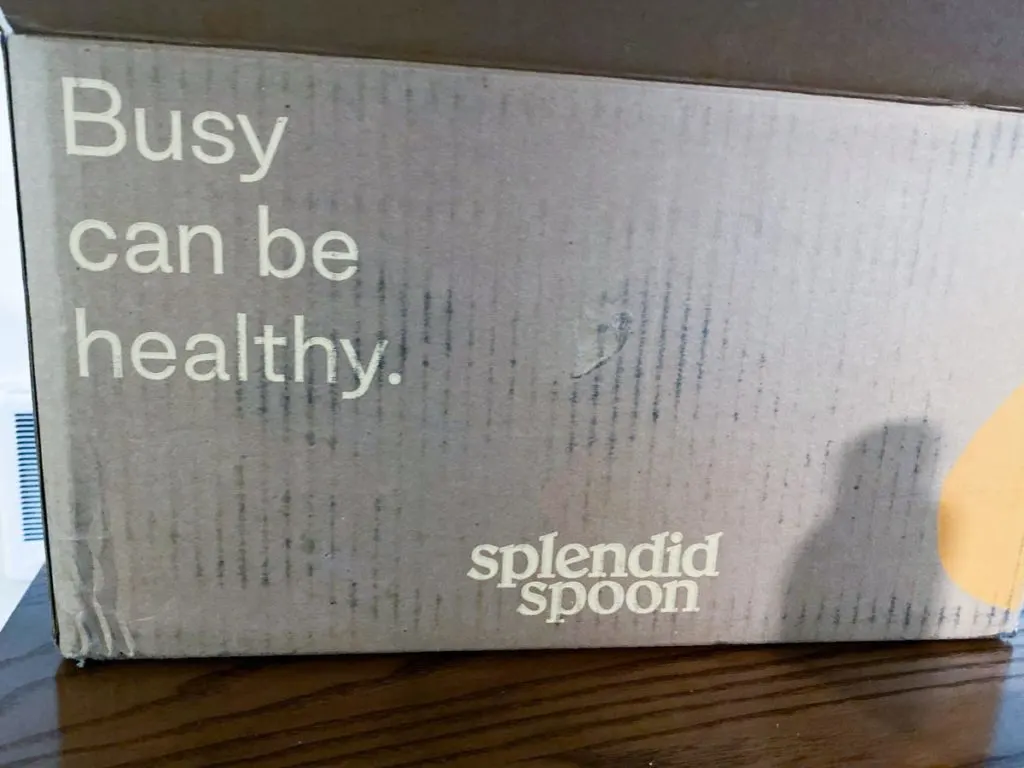 Busy
can be
healthy.
splendid
spoon